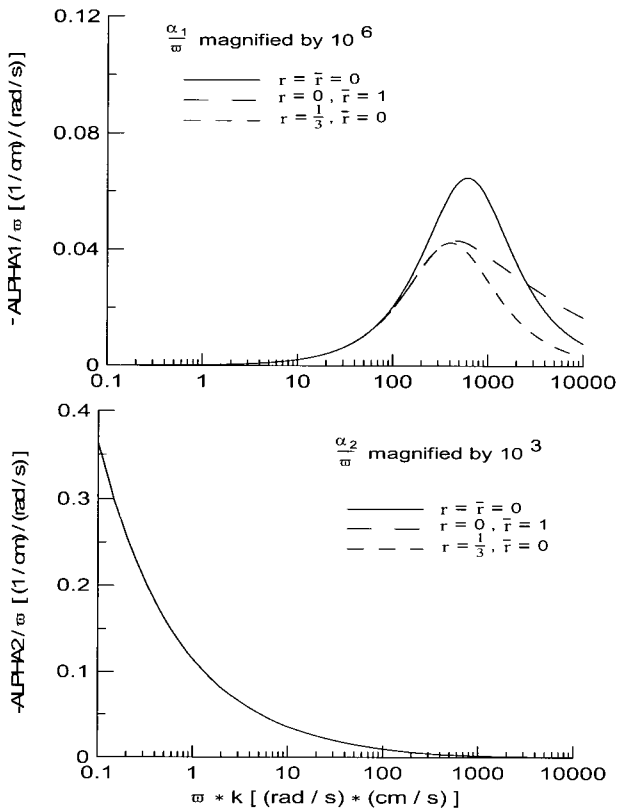 0.12
α1/ϖ magnified by 10 6
r = r̄ = 0
r = 0 , r̄ = 1
r = 1/3 , r̄ = 0
0.08
0.04
0
-ALPHA1/ϖ [ (1/cm)/(rad/s)]
0.1 1 10 100 1000 10000
0.4
α2/ϖ magnified by 10 3
0.3
r = r̄ = 0
r = 0 , r̄ = 1
r = 1/3 , r̄ = 0
0.2
0.1
0
-ALPHA2/ϖ [ (1/cm)/(rad/s)]
0.1 1 10 100 1000 10000
ϖ * k [ (rad / s) * (cm / s) ]